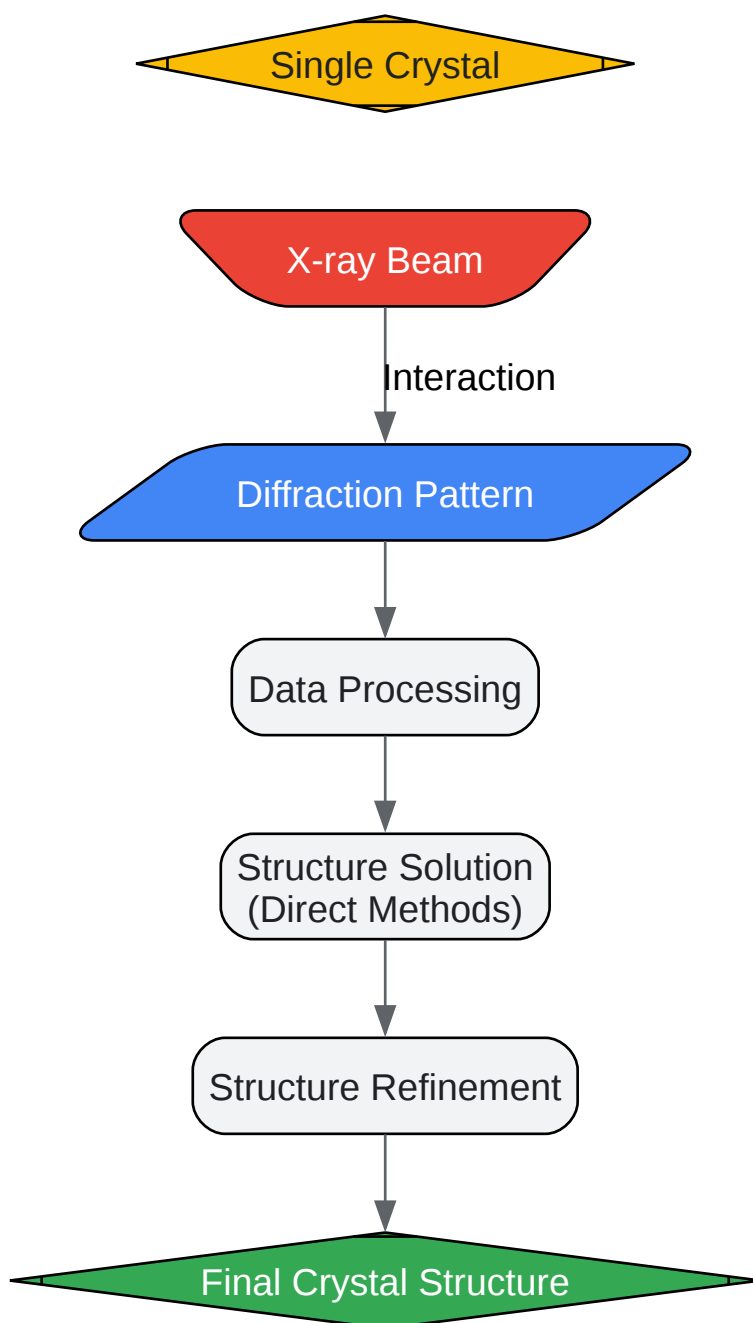 Single Crystal
X-ray Beam
Interaction
Diffraction Pattern
Data Processing
Structure Solution
(Direct Methods)
Structure Refinement
Final Crystal Structure